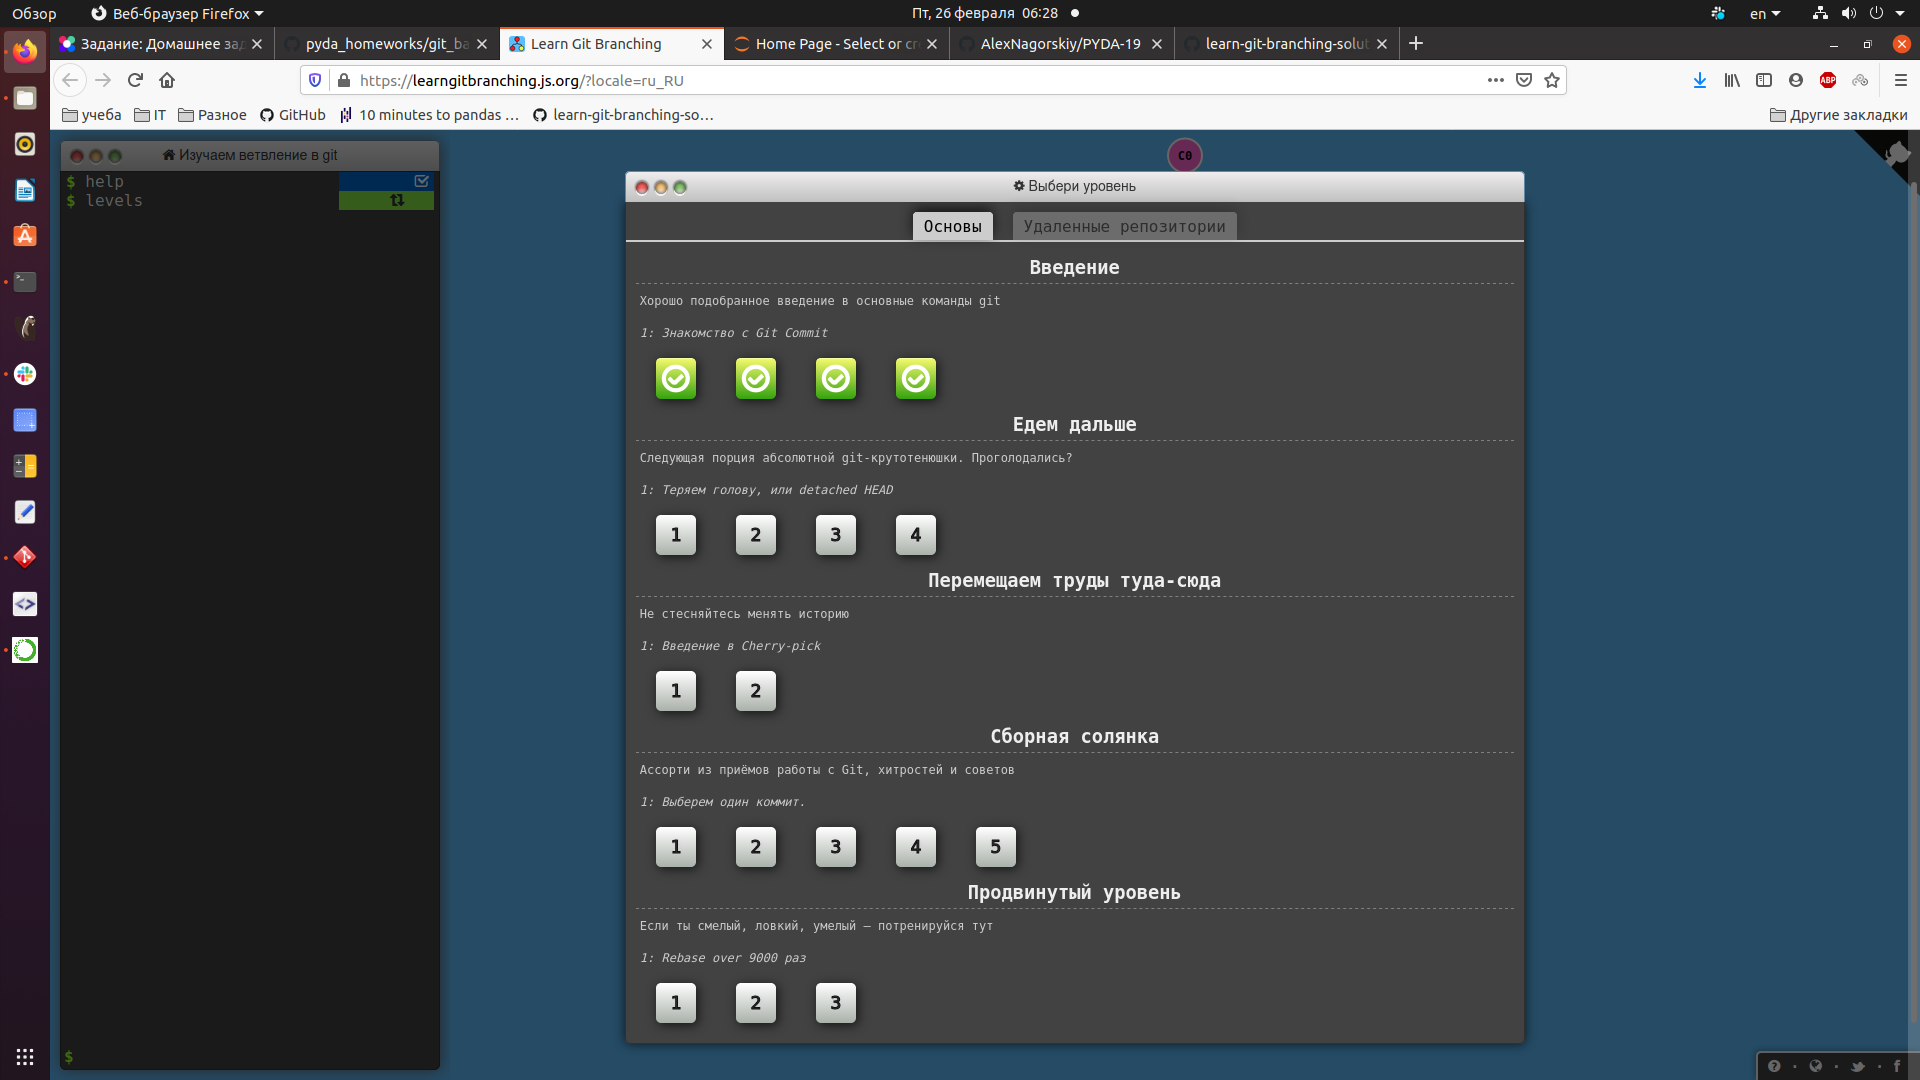 Обзор
Веб-браузер Firefox
Пт, 26 февраля 06:28
en
Задание: Домашнее зад
pyda_homeworks/git_ba
Learn Git Branching
Home Page - Select or cr
AlexNagorskiy/PYDA-19
learn-git-branching-solut
https://learngitbranching.js.org/?locale=ru_RU
ABP
учеба
IT
Разное
GitHub
10 minutes to pandas …
learn-git-branching-so…
Другие закладки
Изучаем ветвление в git
$ help
$ levels
$
C0
Выбери уровень
Основы
Удаленные репозитории
Введение
Хорошо подобранное введение в основные команды git
1: Знакомство с Git Commit
Едем дальше
Следующая порция абсолютной git-крутотенюшки. Проголодались?
1: Теряем голову, или detached HEAD
1 2 3 4
Перемещаем труды туда-сюда
Не стесняйтесь менять историю
1: Введение в Cherry-pick
1 2
Сборная солянка
Ассорти из приёмов работы с Git, хитростей и советов
1: Выберем один коммит.
1 2 3 4 5
Продвинутый уровень
Если ты смелый, ловкий, умелый — потренируйся тут
1: Rebase over 9000 раз
1 2 3